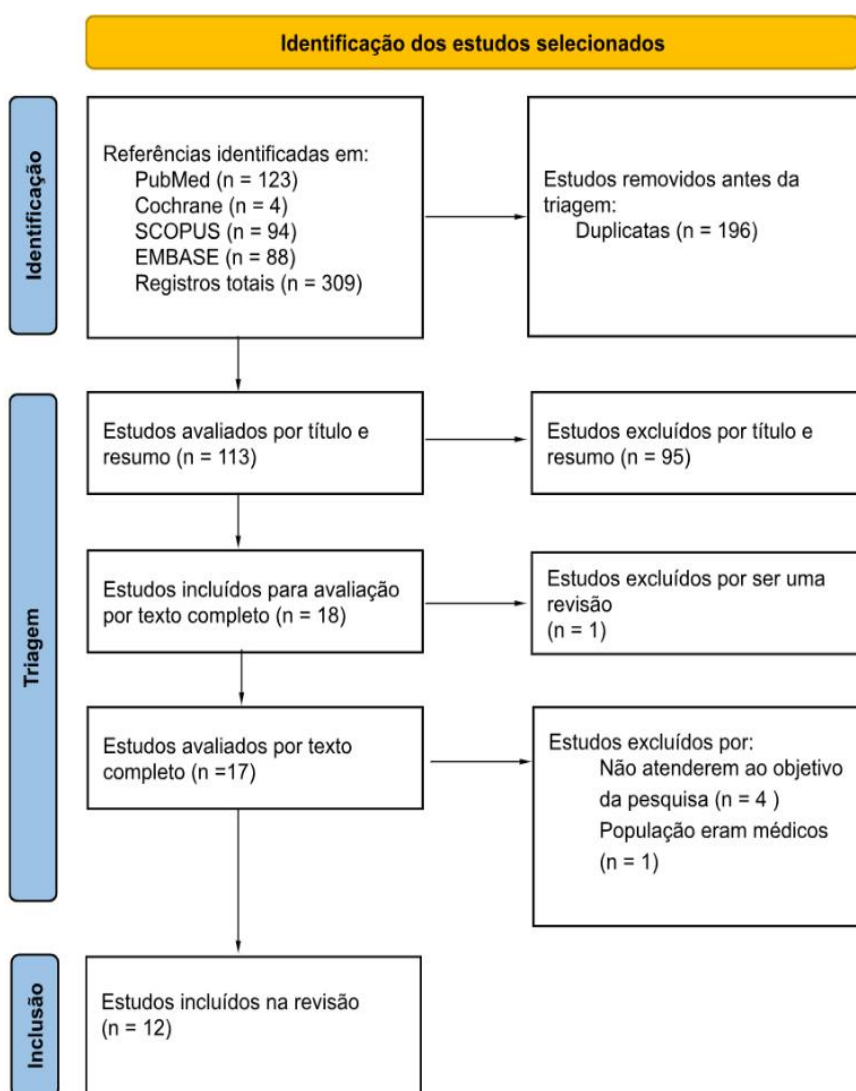 Identificação dos estudos selecionados
Identificação
Referências identificadas em:
PubMed (n = 123)
Cochrane (n = 4)
SCOPUS (n = 94)
EMBASE (n = 88)
Registros totais (n = 309)
Estudos removidos antes da
triagem:
Duplicatas (n = 196)
Triagem
Estudos avaliados por título e
resumo (n = 113)
Estudos excluídos por título e
resumo (n = 95)
Estudos incluídos para avaliação
por texto completo (n = 18)
Estudos excluídos por ser uma
revisão
(n = 1)
Estudos avaliados por texto
completo (n =17)
Estudos excluídos por:
Não atenderem ao objetivo
da pesquisa (n = 4 )
População eram médicos
(n = 1)
Inclusão
Estudos incluídos na revisão
(n = 12)